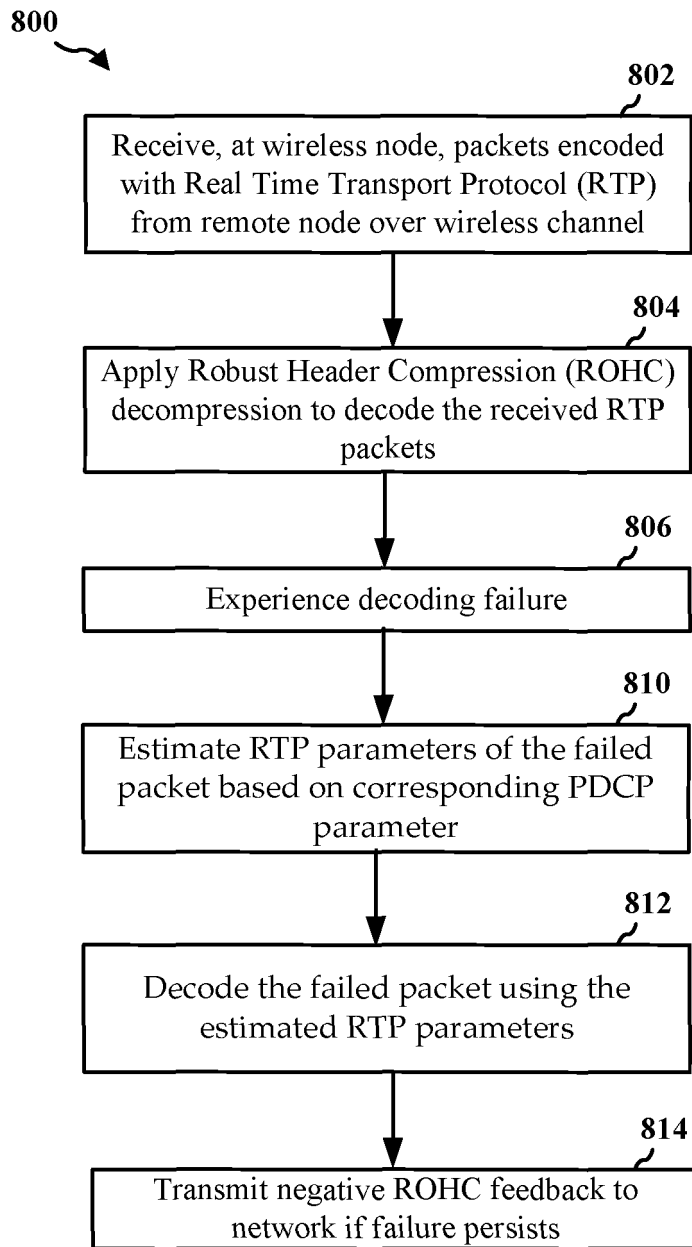 800
802
Receive, at wireless node, packets encoded
with Real Time Transport Protocol (RTP)
from remote node over wireless channel
804
Apply Robust Header Compression (ROHC)
decompression to decode the received RTP
packets
806
Experience decoding failure
810
Estimate RTP parameters of the failed
packet based on corresponding PDCP
parameter
812
Decode the failed packet using the
estimated RTP parameters
814
Transmit negative ROHC feedback to
network if failure persists